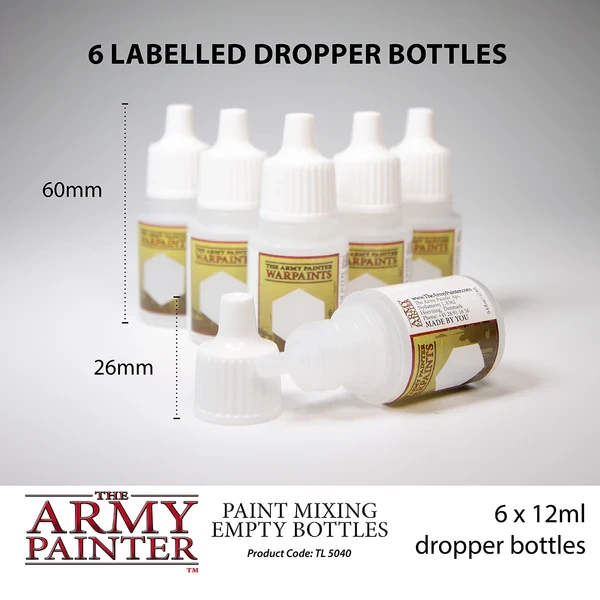 6 LABELLED DROPPER BOTTLES
60mm
26mm
WARPAINTS
THE ARMY PAINTER
WARPAINTS
www.TheArmyPainter.com
The Army Painter Aps.
MADE BY YOU
ARMY PAINTER
WARPAINTS
THE
ARMY
PAINTER
TM
PAINT MIXING
EMPTY BOTTLES
Product Code: TL 5040
6 x 12ml
dropper bottles